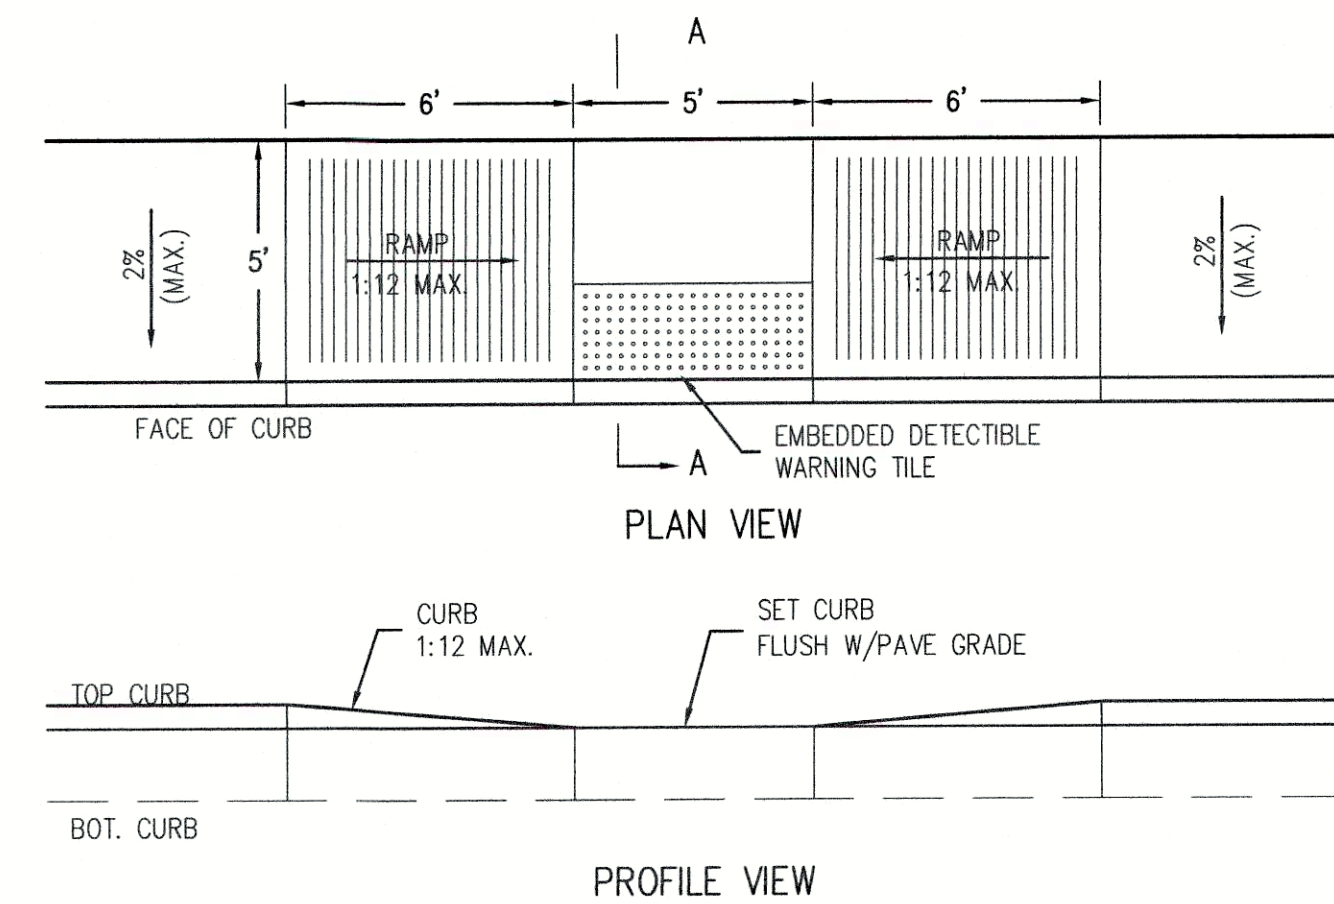 A
6' 5' 6'
2%
(MAX.)
5'
RAMP
1:12 MAX.
RAMP
1:12 MAX.
2%
(MAX.)
FACE OF CURB
A
EMBEDDED DETECTIBLE
WARNING TILE
PLAN VIEW
CURB
1:12 MAX.
SET CURB
FLUSH W/PAVE GRADE
TOP CURB
BOT. CURB
PROFILE VIEW